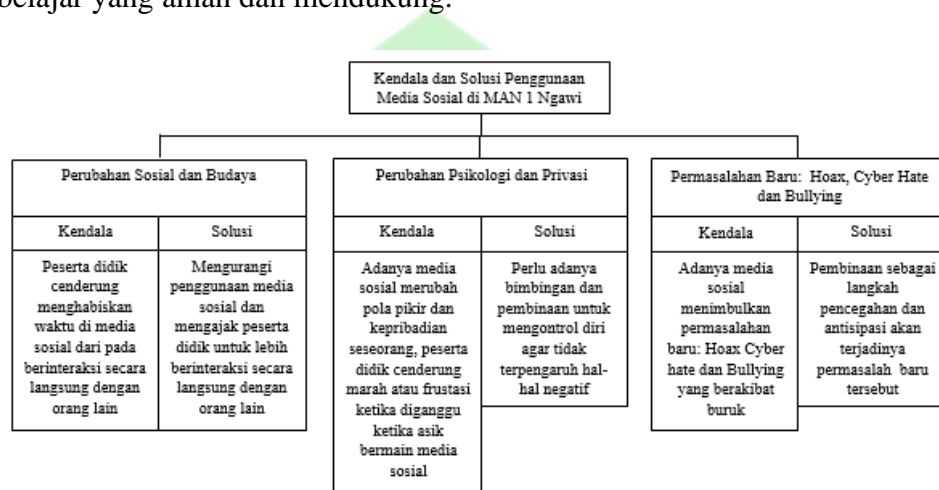 belajar yang aman dan mendukung.
Kendala dan Solusi Penggunaan
Media Sosial di MAN 1 Ngawi
Perubahan Sosial dan Budaya
Kendala
Solusi
Peserta didik
cenderung
menghabiskan
waktu di media
sosial dari pada
berinteraksi secara
langsung dengan
orang lain
Mengurangi
penggunaan media
sosial dan
mengajak peserta
didik untuk lebih
berinteraksi secara
langsung dengan
orang lain
Perubahan Psikologi dan Privasi
Kendala
Solusi
Adanya media
sosial merubah
pola pikir dan
kepribadian
seseorang, peserta
didik cenderung
marah atau frustasi
ketika diganggu
ketika asik
bermain media
sosial
Perlu adanya
bimbingan dan
pembinaan untuk
mengontrol diri
agar tidak
terpengaruh hal-
hal negatif
Permasalahan Baru: Hoax, Cyber Hate
dan Bullying
Kendala
Solusi
Adanya media
sosial
menimbulkan
permasalahan
baru: Hoax Cyber
hate dan Bullying
yang berakibat
buruk
Pembinaan sebagai
langkah
pencegahan dan
antisipasi akan
terjadinya
permasalah baru
tersebut